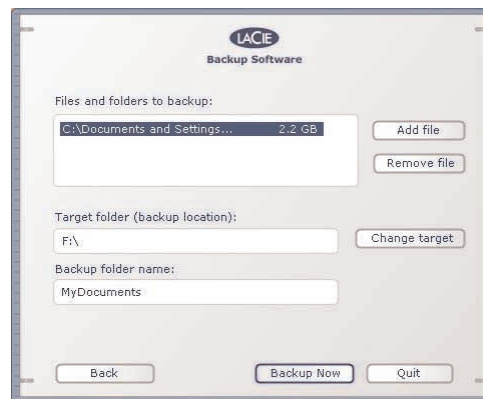 LACIE
Backup Software
Files and folders to backup:
C:\Documents and Settings... 2.2 GB
Add file
Remove file
Target folder (backup location):
F:\
Change target
Backup folder name:
MyDocuments
Back
Backup Now
Quit